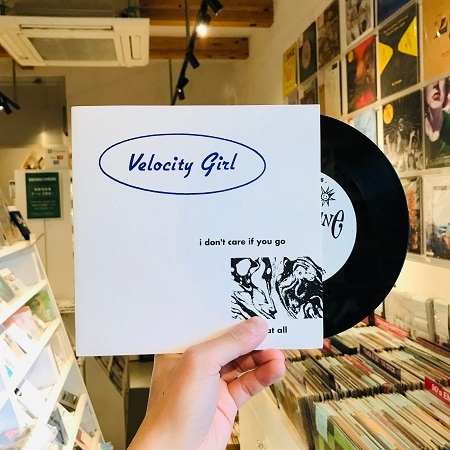 Velocity Girl
i don't care if you go
at all